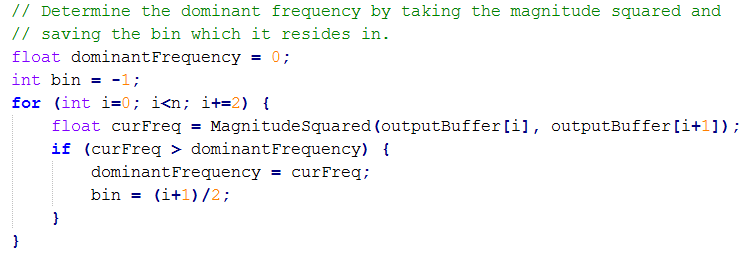 // Determine the dominant frequency by taking the magnitude squared and
// saving the bin which it resides in.
float dominantFrequency = 0;
int bin = -1;
for (int i=0; i<n; i+=2) {
    float curFreq = MagnitudeSquared(outputBuffer[i], outputBuffer[i+1]);
    if (curFreq > dominantFrequency) {
        dominantFrequency = curFreq;
        bin = (i+1)/2;
    }
}